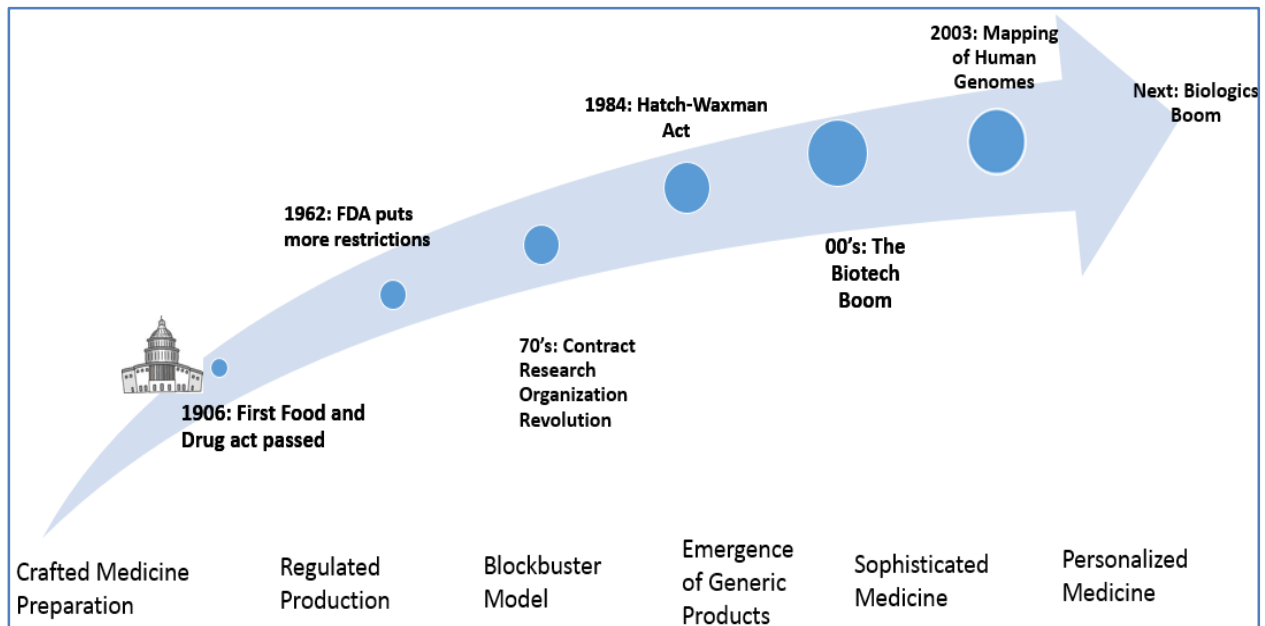 2003: Mapping
of Human
Genomes
Next: Biologics
Boom
1984: Hatch-Waxman
Act
1962: FDA puts
more restrictions
00's: The
Biotech
Boom
70's: Contract
Research
Organization
Revolution
1906: First Food and
Drug act passed
Crafted Medicine
Preparation
Regulated
Production
Blockbuster
Model
Emergence
of Generic
Products
Sophisticated
Medicine
Personalized
Medicine